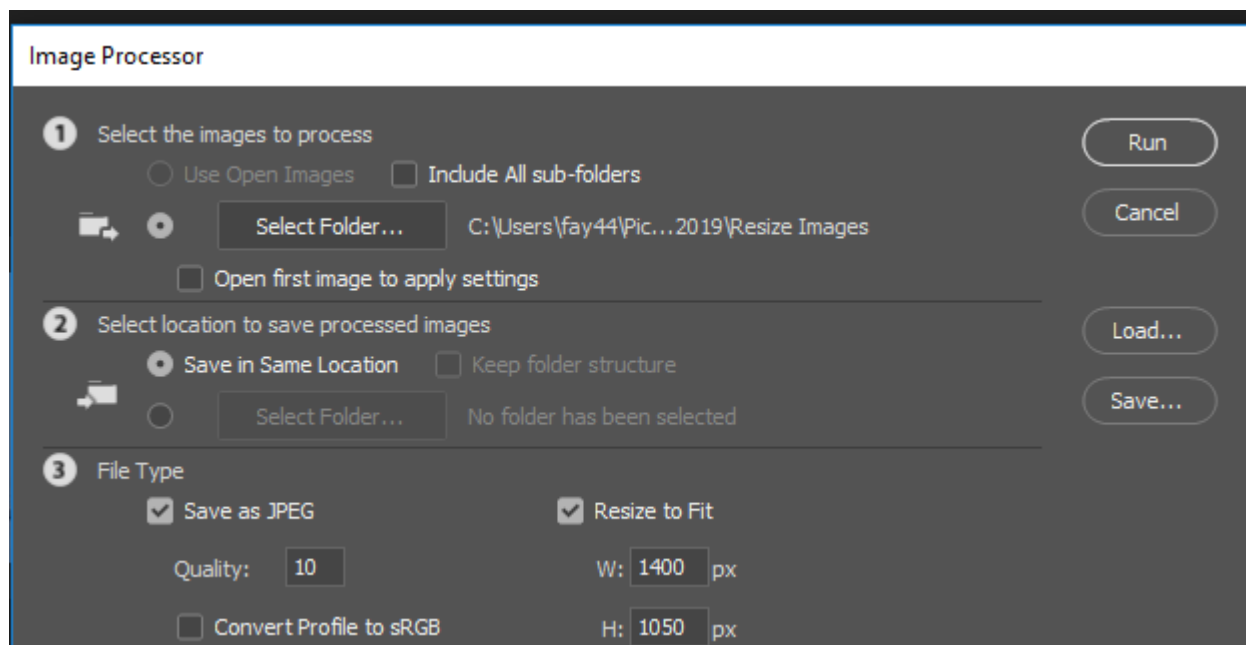 Image Processor
1 Select the images to process
Use Open Images Include All sub-folders
Select Folder... C:\Users\fay44\Pic...2019\Resize Images
Open first image to apply settings
2 Select location to save processed images
Save in Same Location Keep folder structure
Select Folder... No folder has been selected
3 File Type
Save as JPEG Resize to Fit
Quality: 10 W: 1400 px
Convert Profile to sRGB H: 1050 px
Run
Cancel
Load...
Save...